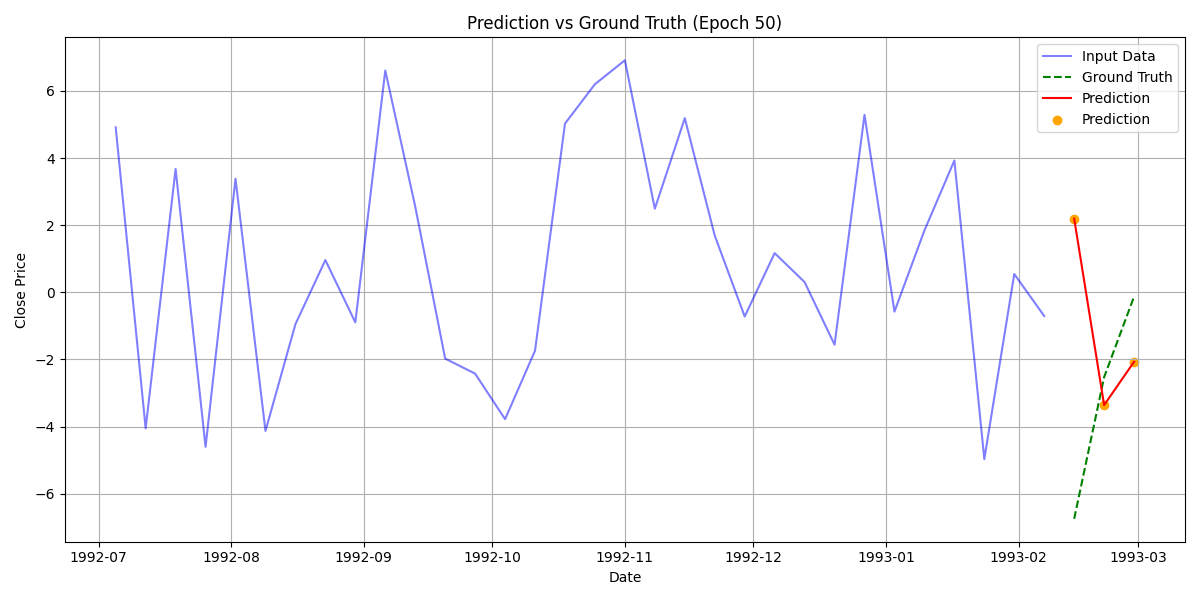 Prediction vs Ground Truth (Epoch 50)
Input Data
Ground Truth
Prediction
Prediction
Close Price
6
4
2
0
−2
−4
−6
1992-07 1992-08 1992-09 1992-10 1992-11 1992-12 1993-01 1993-02 1993-03
Date